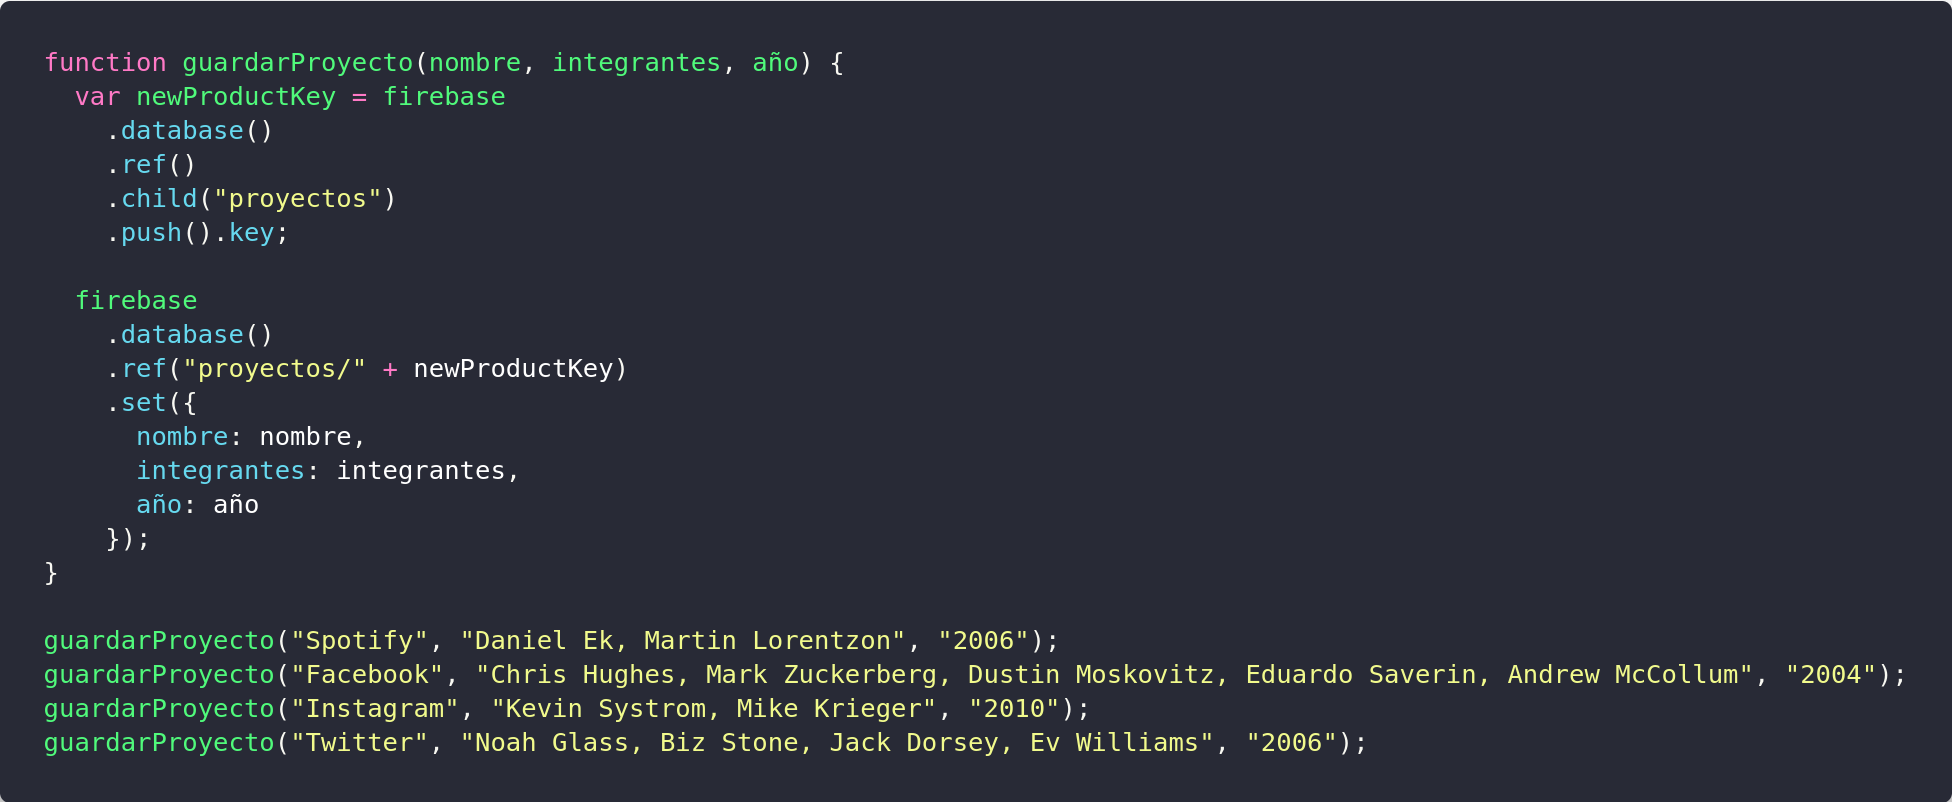 function guardarProyecto(nombre, integrantes, año) {
  var newProductKey = firebase
    .database()
    .ref()
    .child("proyectos")
    .push().key;

  firebase
    .database()
    .ref("proyectos/" + newProductKey)
    .set({
      nombre: nombre,
      integrantes: integrantes,
      año: año
    });
}

guardarProyecto("Spotify", "Daniel Ek, Martin Lorentzon", "2006");
guardarProyecto("Facebook", "Chris Hughes, Mark Zuckerberg, Dustin Moskovitz, Eduardo Saverin, Andrew McCollum", "2004");
guardarProyecto("Instagram", "Kevin Systrom, Mike Krieger", "2010");
guardarProyecto("Twitter", "Noah Glass, Biz Stone, Jack Dorsey, Ev Williams", "2006");